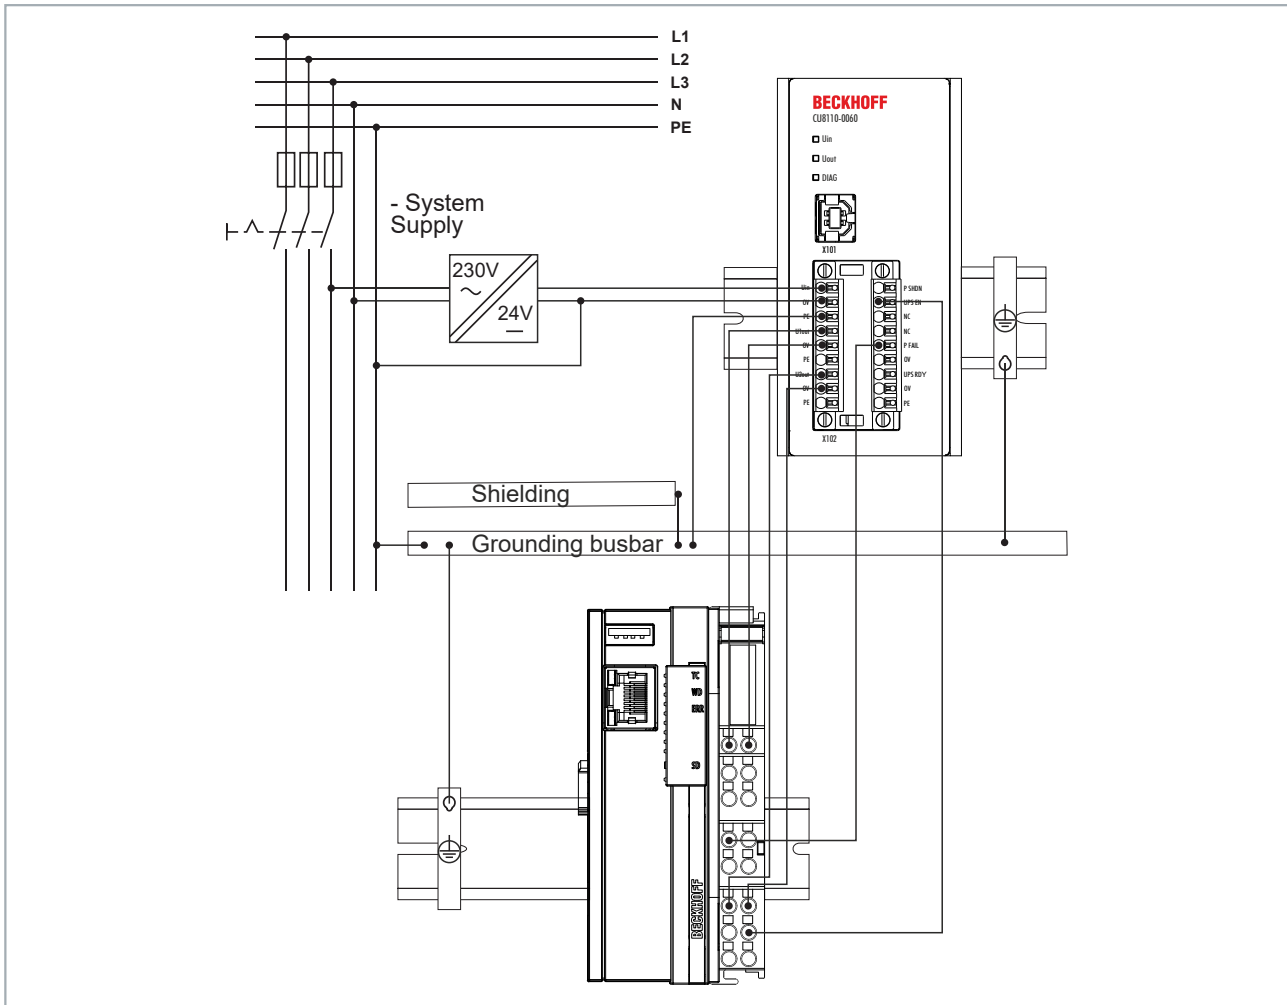 L1
L2
L3
N
PE
BECKHOFF
CU8110-0060
Uin
Uout
DIAG
- System
Supply
X101
230V
24V
Uin
0V
PE
U1out
0V
PE
U2out
0V
PE
P SHDN
UPS EN
NC
NC
P FAIL
0V
UPS RDY
0V
PE
X102
Shielding
Grounding busbar
TC
WD
ERR
SD
BECKHOFF